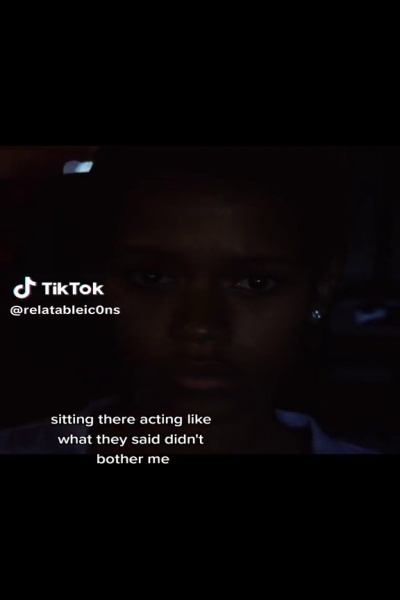 TikTok
@relatableic0ns
sitting there acting like
what they said didn't
bother me